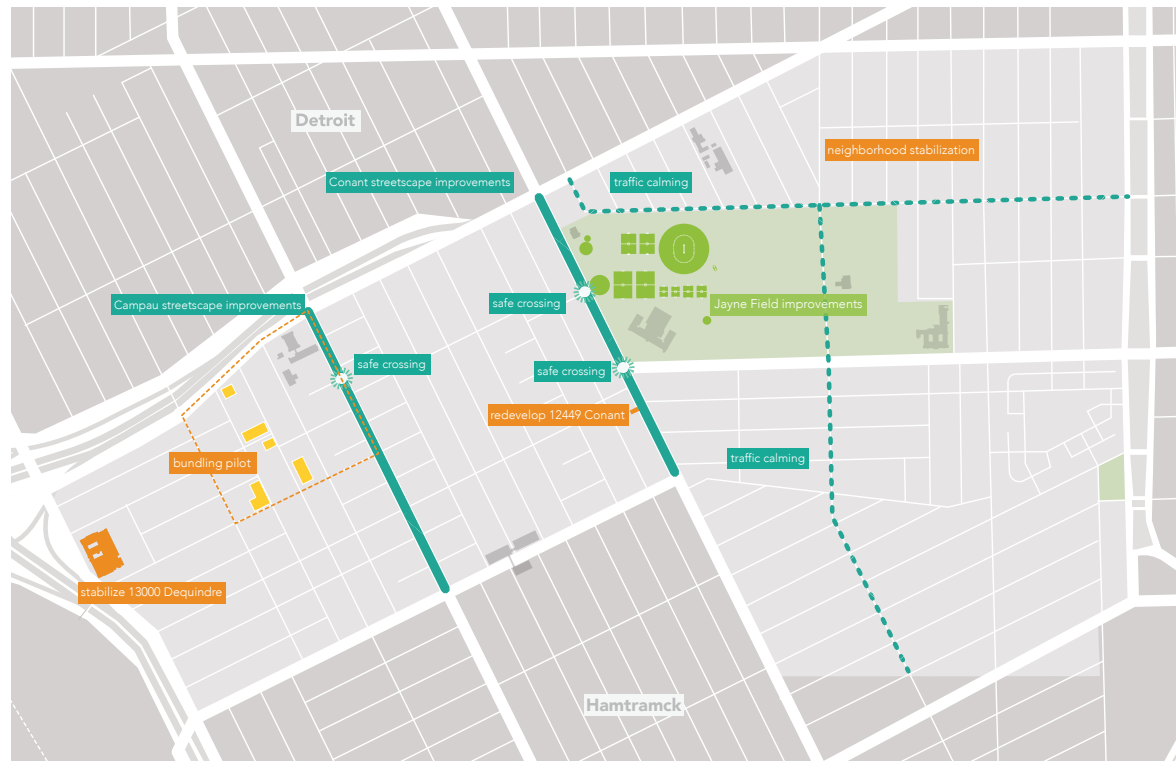 Detroit
neighborhood stabilization
Conant streetscape improvements
traffic calming
Campau streetscape improvements
safe crossing
Jayne Field improvements
safe crossing
safe crossing
redevelop 12449 Conant
bundling pilot
traffic calming
stabilize 13000 Dequindre
Hamtramck